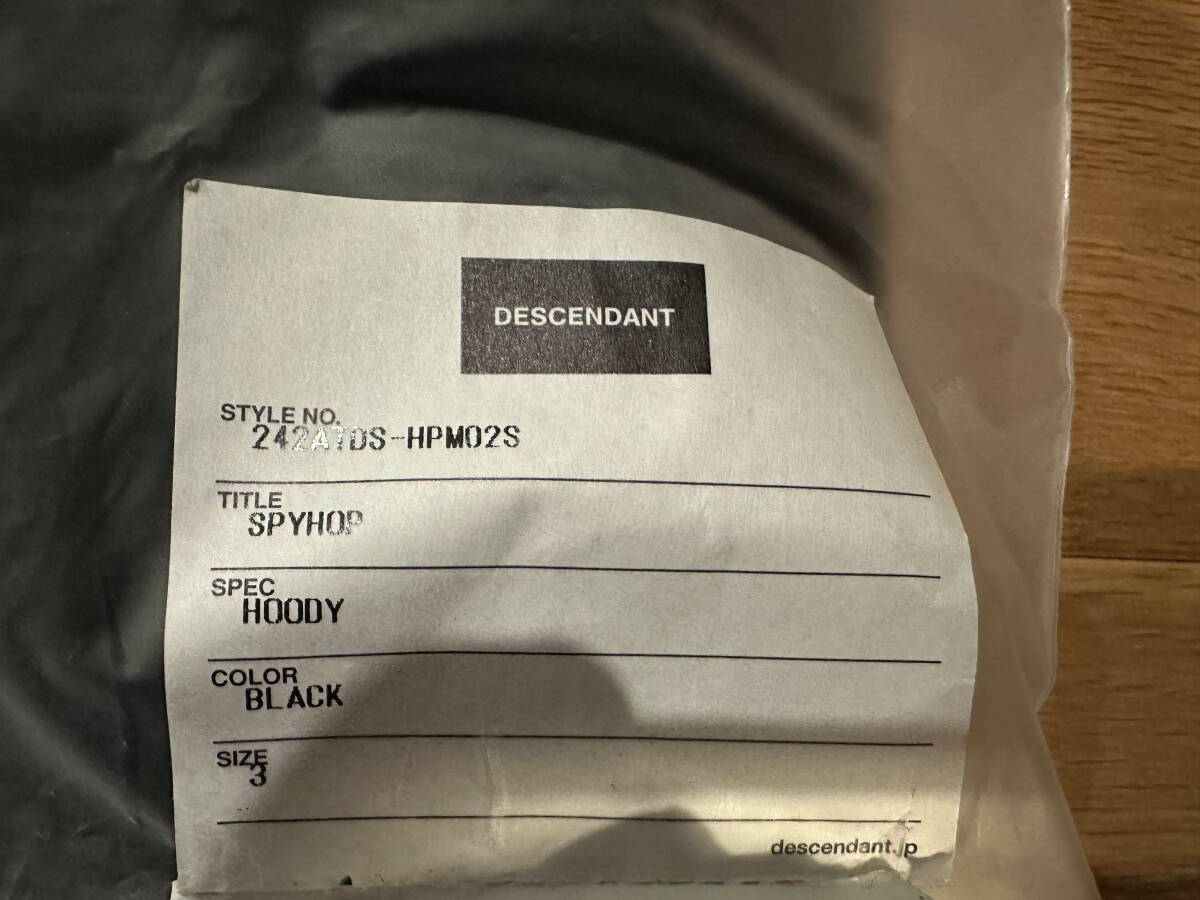 DESCENDANT
STYLE NO.
242ATDS-HPM02S
TITLE
SPYHOP
SPEC
HOODY
COLOR
BLACK
SIZE
3
descendant.jp